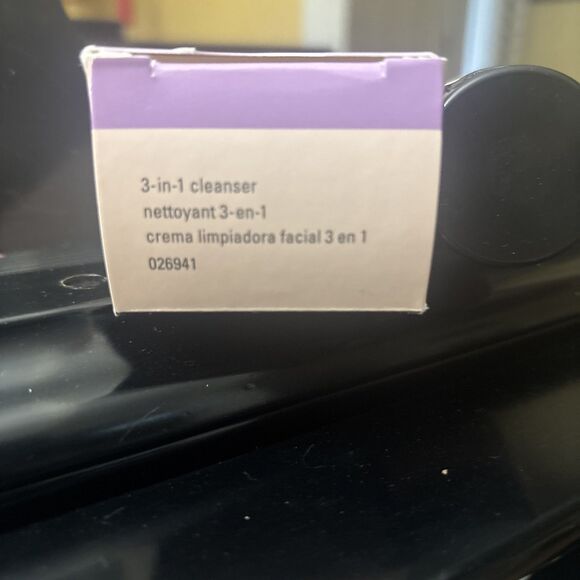 3-in-1 cleanser
nettoyant 3-en-1
crema limpiadora facial 3 en 1
026941